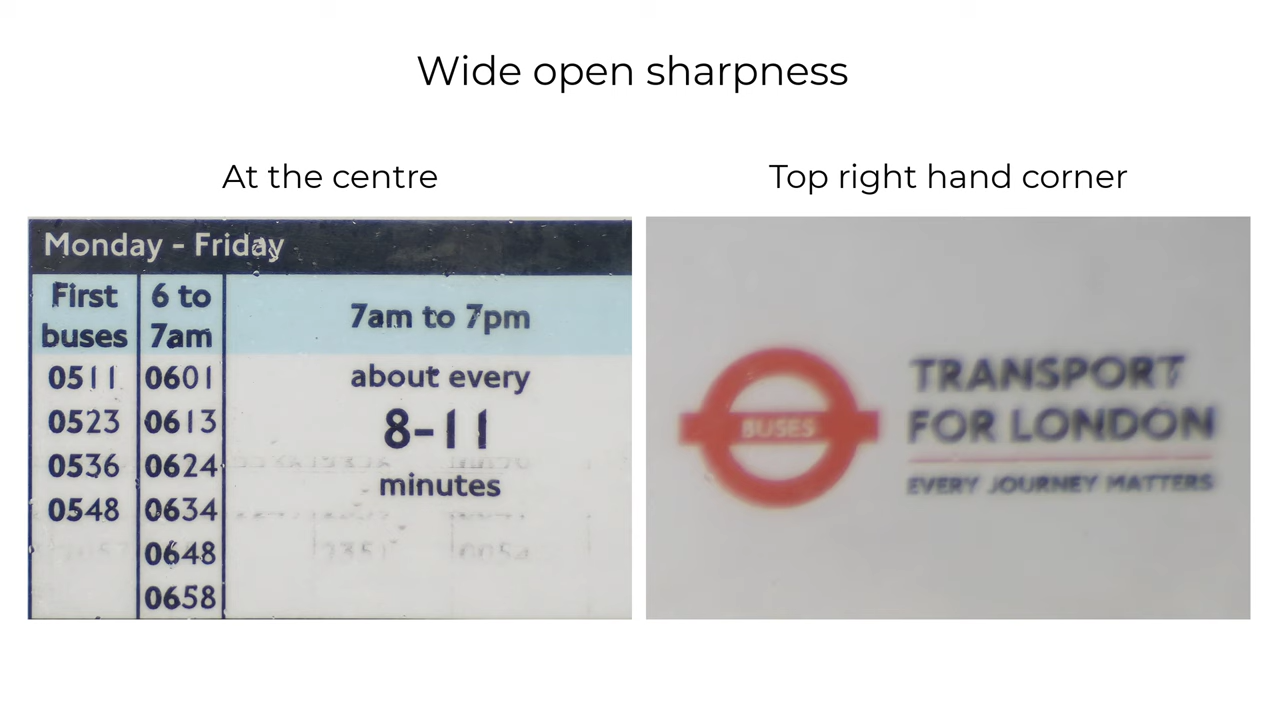 Wide open sharpness
At the centre
Top right hand corner
Monday - Friday
First buses
6 to 7am
7am to 7pm
0511 0601
about every
0523 0613
8-11
0536 0624
minutes
0548 0634
0648
0658
BUSES
TRANSPORT
FOR LONDON
EVERY JOURNEY MATTERS